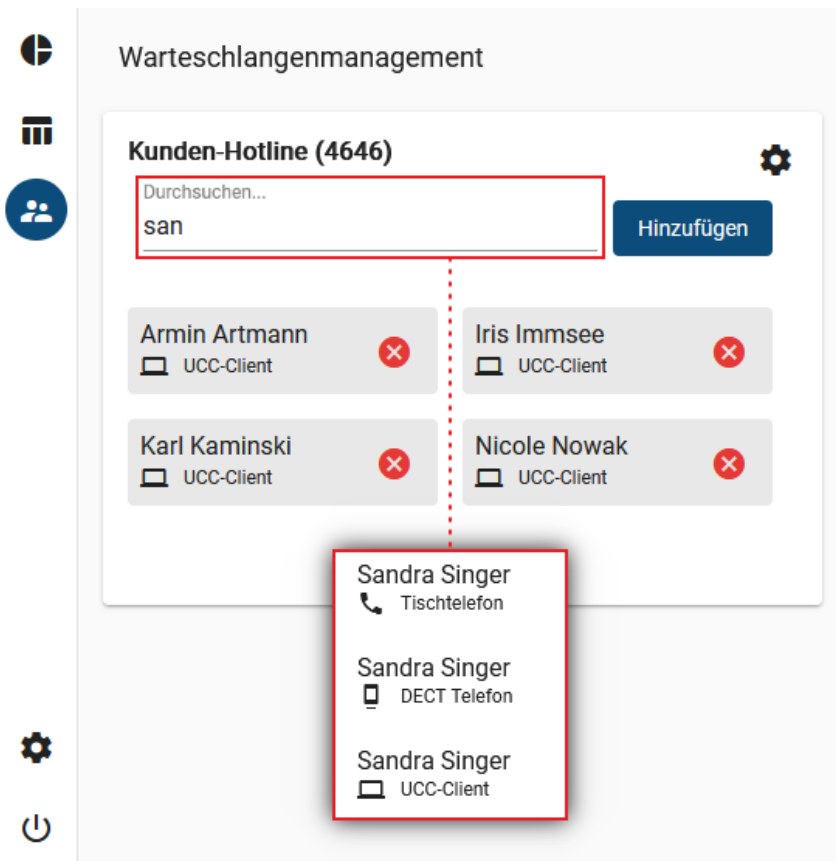 Warteschlangenmanagement
Kunden-Hotline (4646)
Durchsuchen...
san
Hinzufügen
Armin Artmann
UCC-Client
Iris Immsee
UCC-Client
Karl Kaminski
UCC-Client
Nicole Nowak
UCC-Client
Sandra Singer
Tischtelefon
Sandra Singer
DECT Telefon
Sandra Singer
UCC-Client